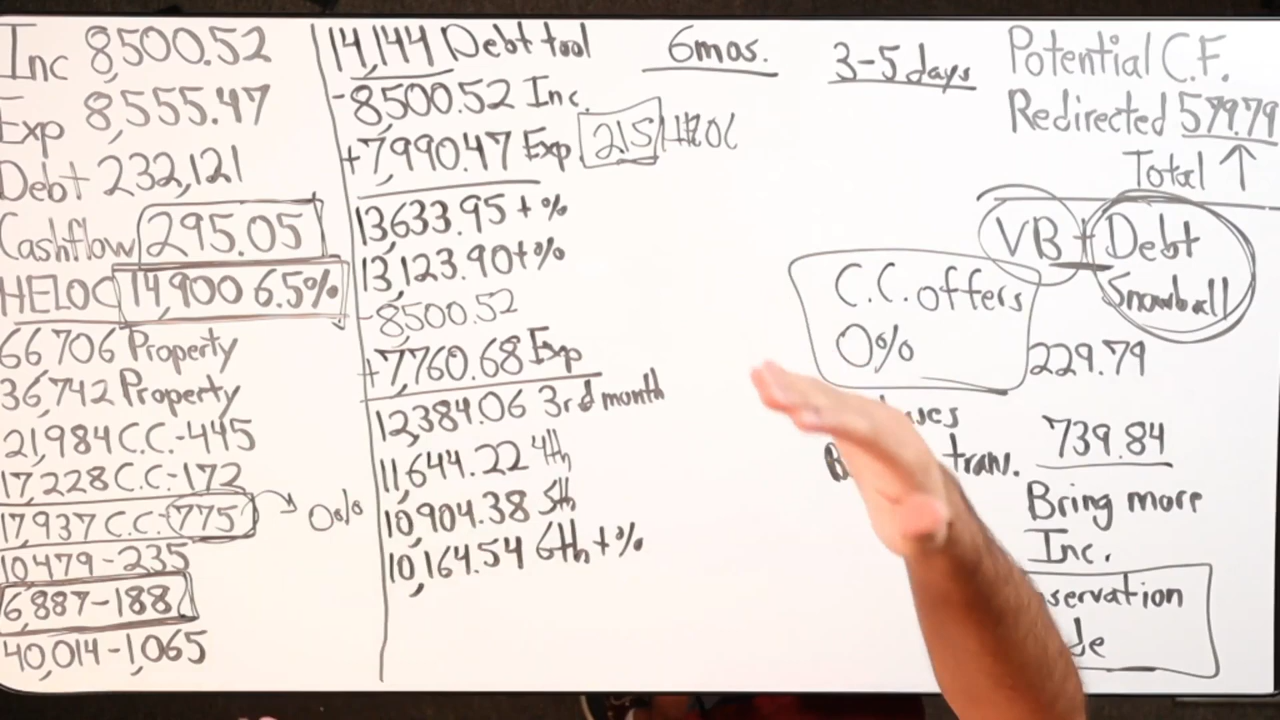 Inc 8,500.52
Exp 8,555.47
Debt 232,121
Cashflow 295.05
HELOC 14,900 6.5%
66,706 Property
36,742 Property
21,984 C.C.-445
17,228 C.C.-172
17,937 C.C.-775 → 0%
10,479-235
6,887-188
40,014-1,065
14,144 Debt tool
-8500.52 Inc.
+7,990.47 Exp 215
13,633.95 + %
13,123.90 + %
-8500.52
+7,760.68 Exp
12,384.06 3rd month
11,644.22 4th
10,904.38 5th
10,164.54 6th + %
6mos.
3-5 days
C.C. offers
0%
trans.
Potential C.F.
Redirected 579.79
Total ↑
VB + Debt
Snowball
229.79
739.84
Bring more
Inc.
servation